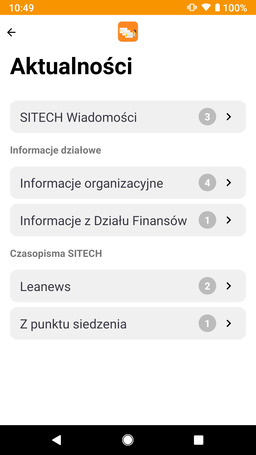 10:49
100%
Aktualności
SITECH Wiadomości 3
Informacje działowe
Informacje organizacyjne 4
Informacje z Działu Finansów 1
Czasopisma SITECH
Leanews 2
Z punktu siedzenia 1